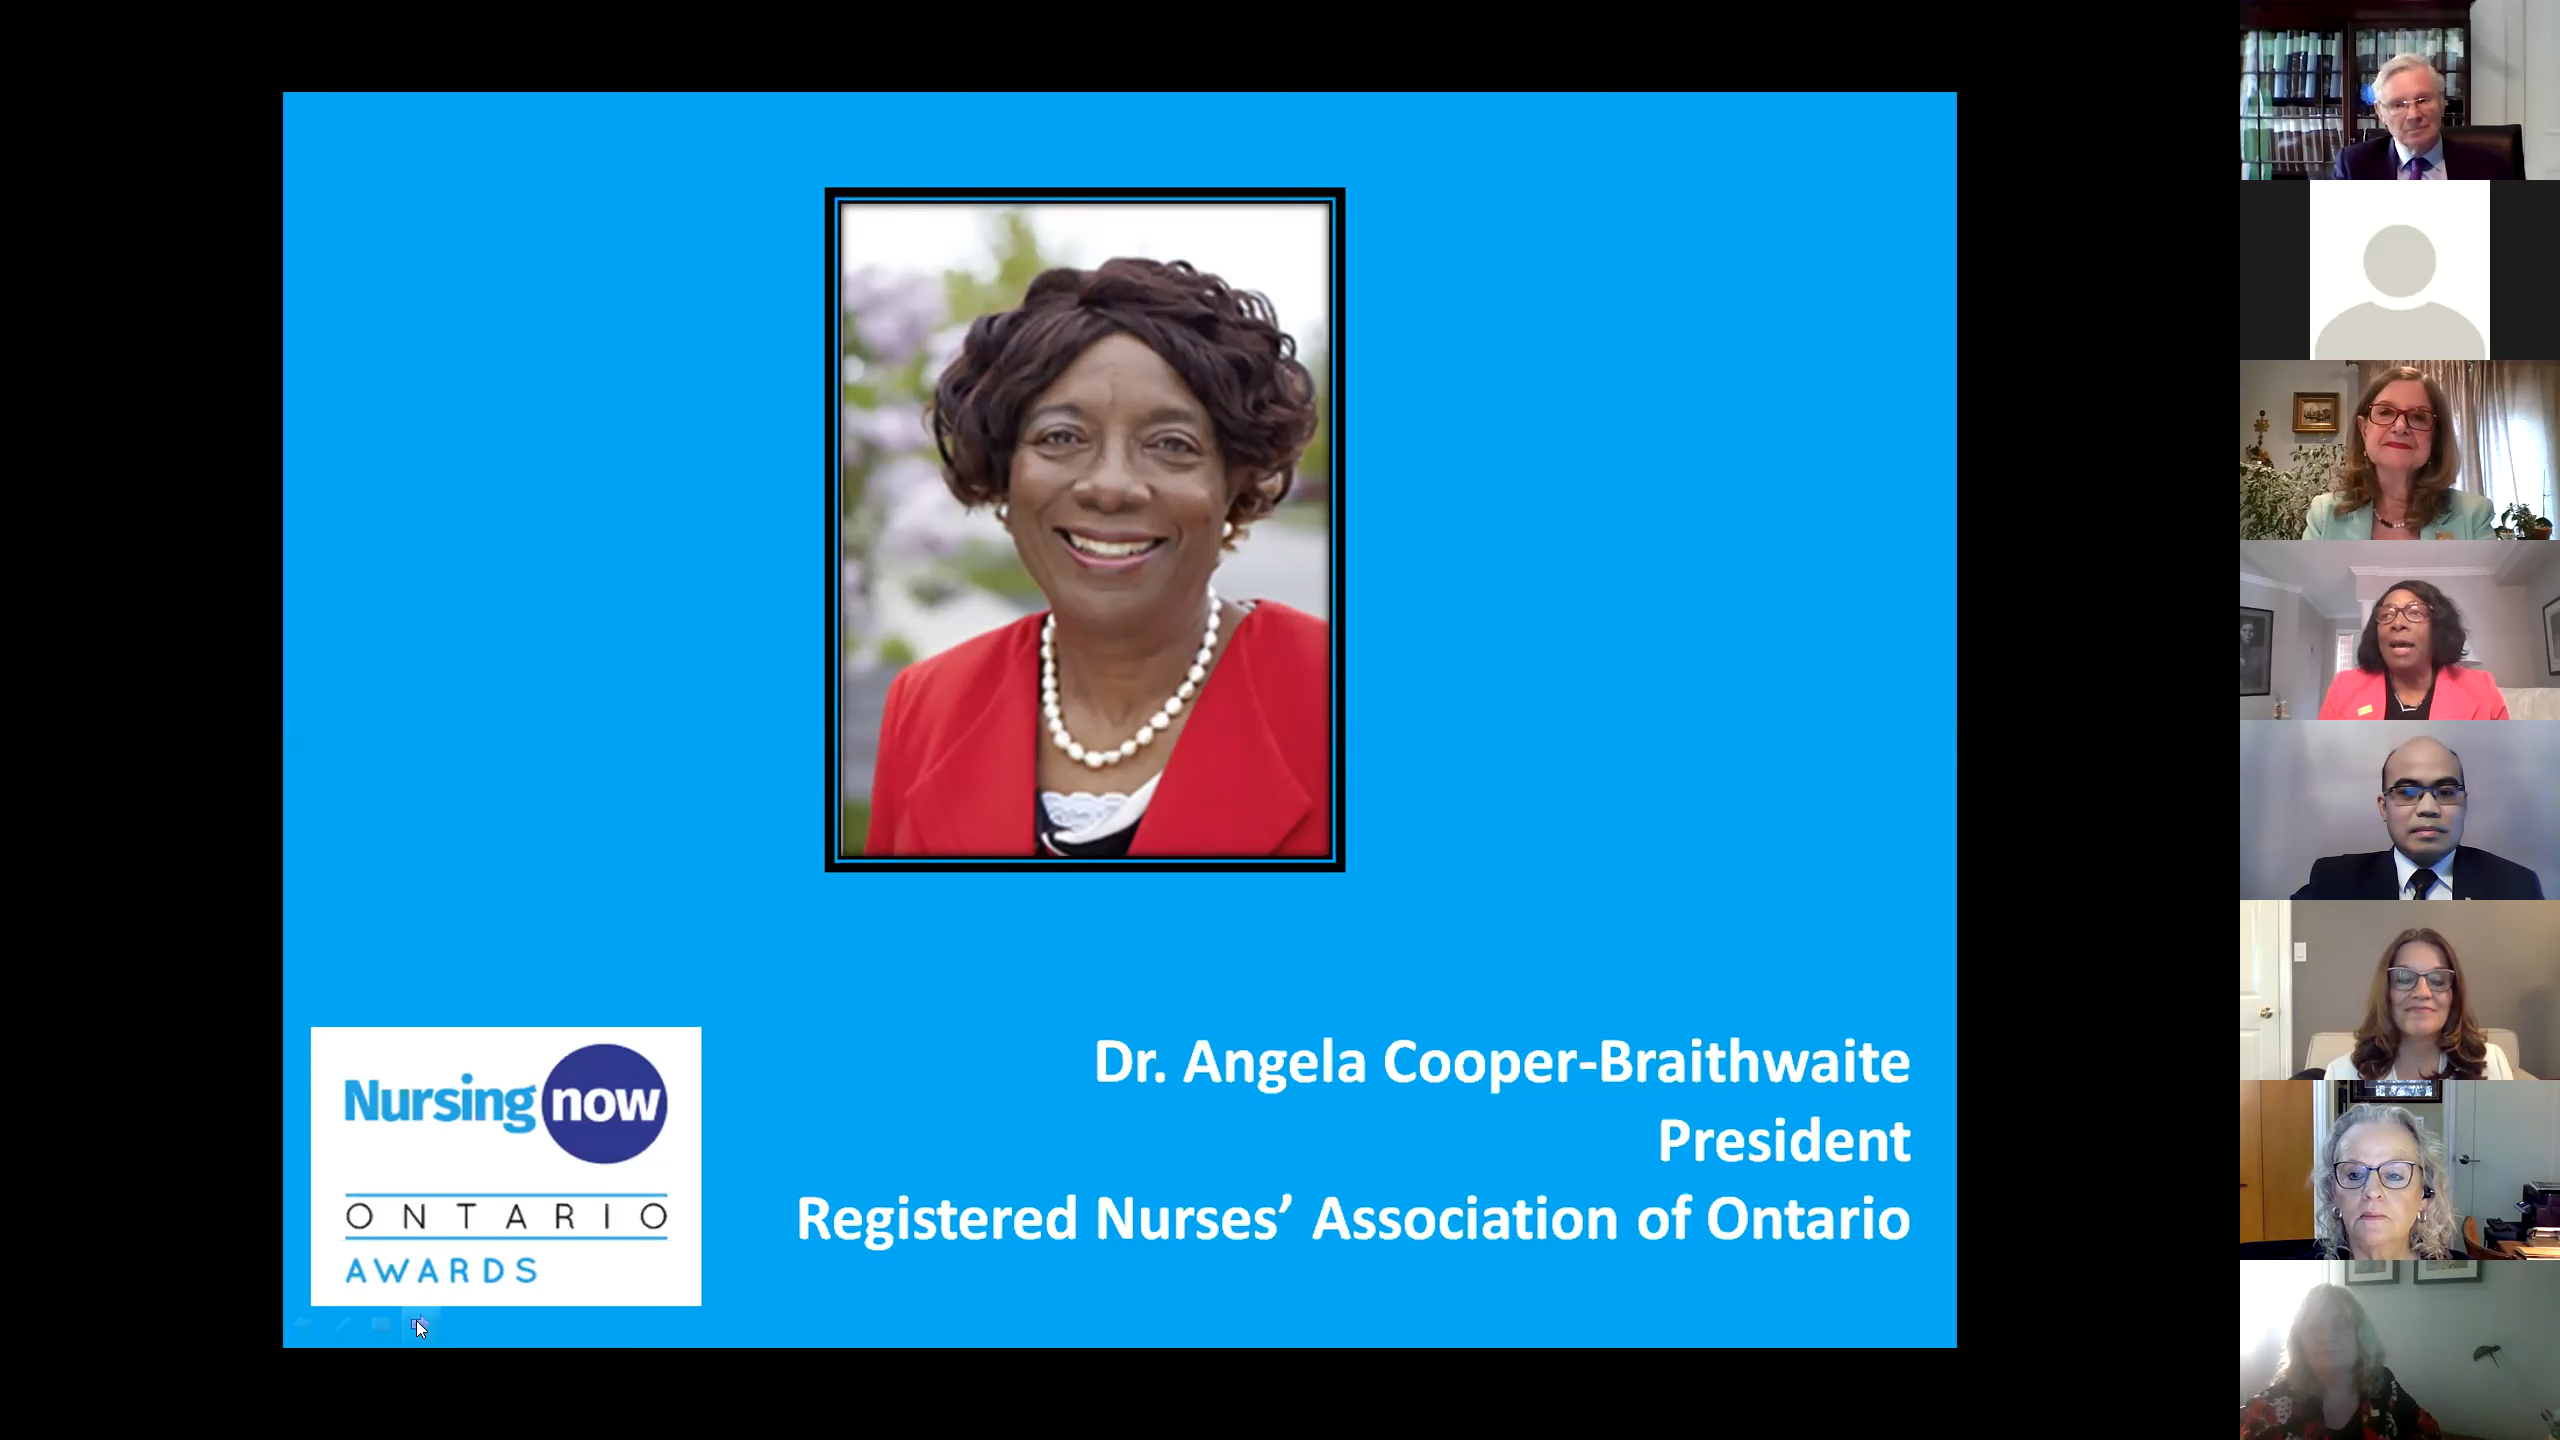 Nursing now
ONTARIO
AWARDS
Dr. Angela Cooper-Braithwaite
President
Registered Nurses’ Association of Ontario